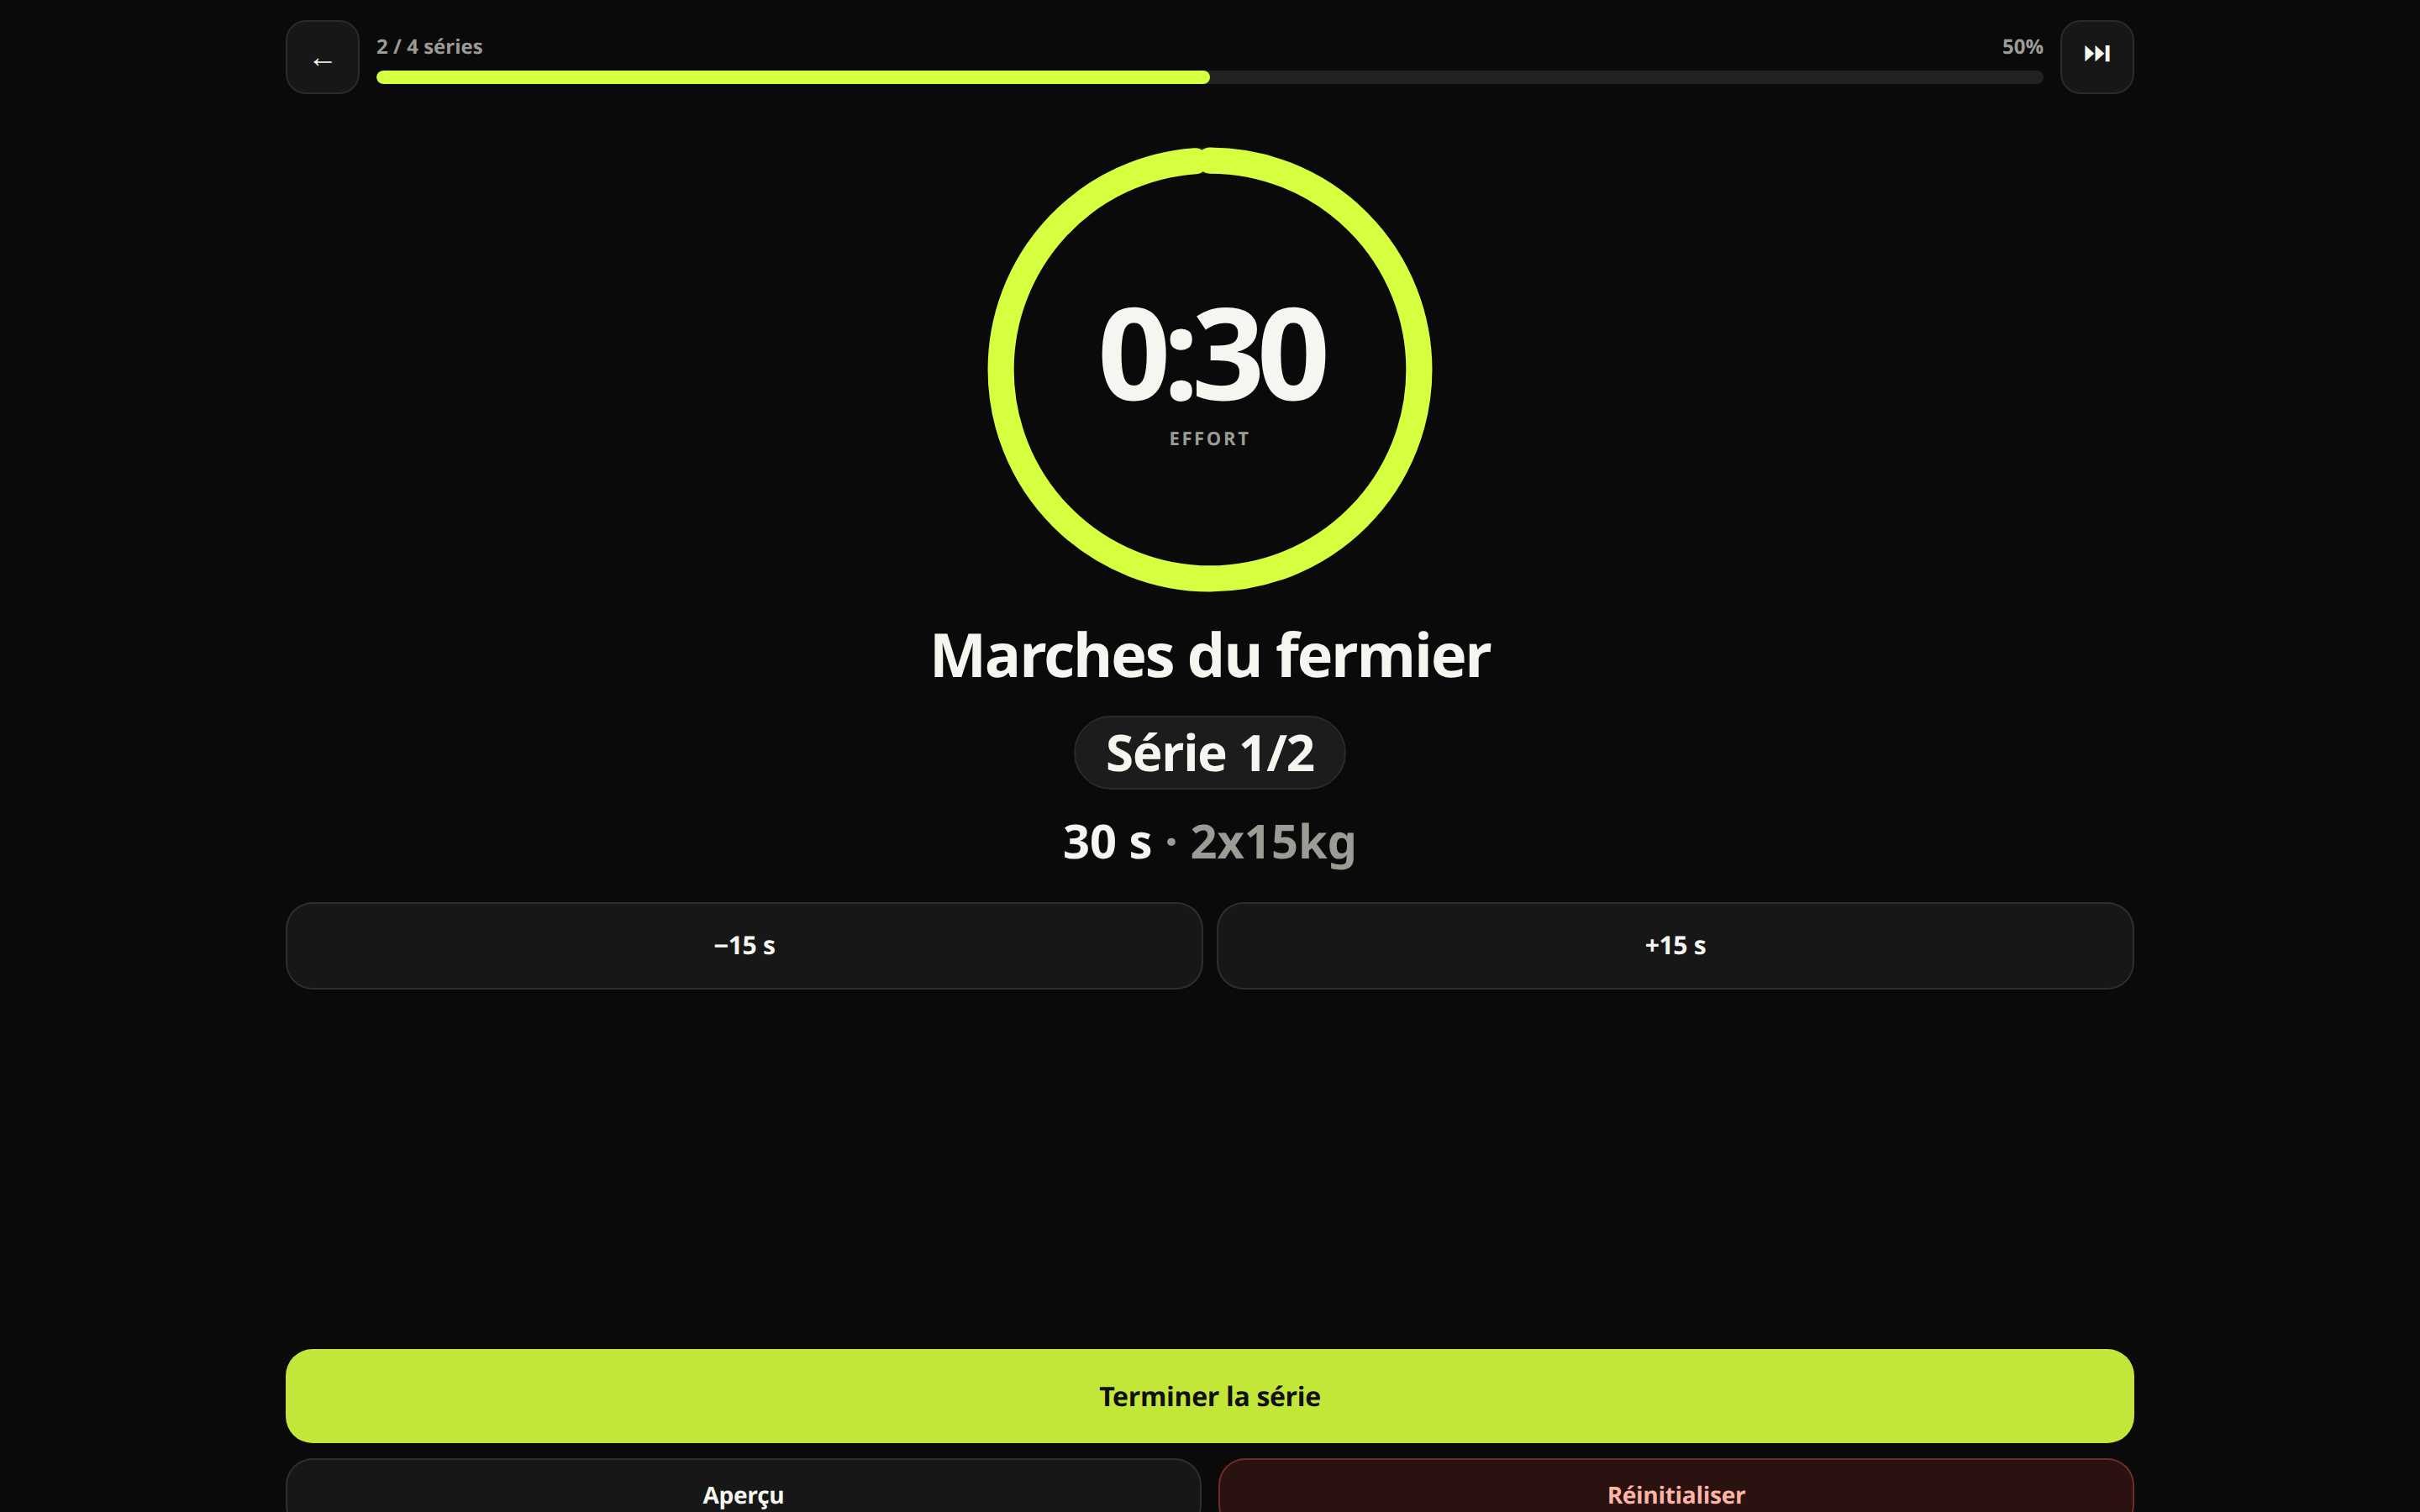 ←
2 / 4 séries
50%
⏭
0:30
EFFORT
Marches du fermier
Série 1/2
30 s · 2x15kg
−15 s
+15 s
Terminer la série
Aperçu
Réinitialiser